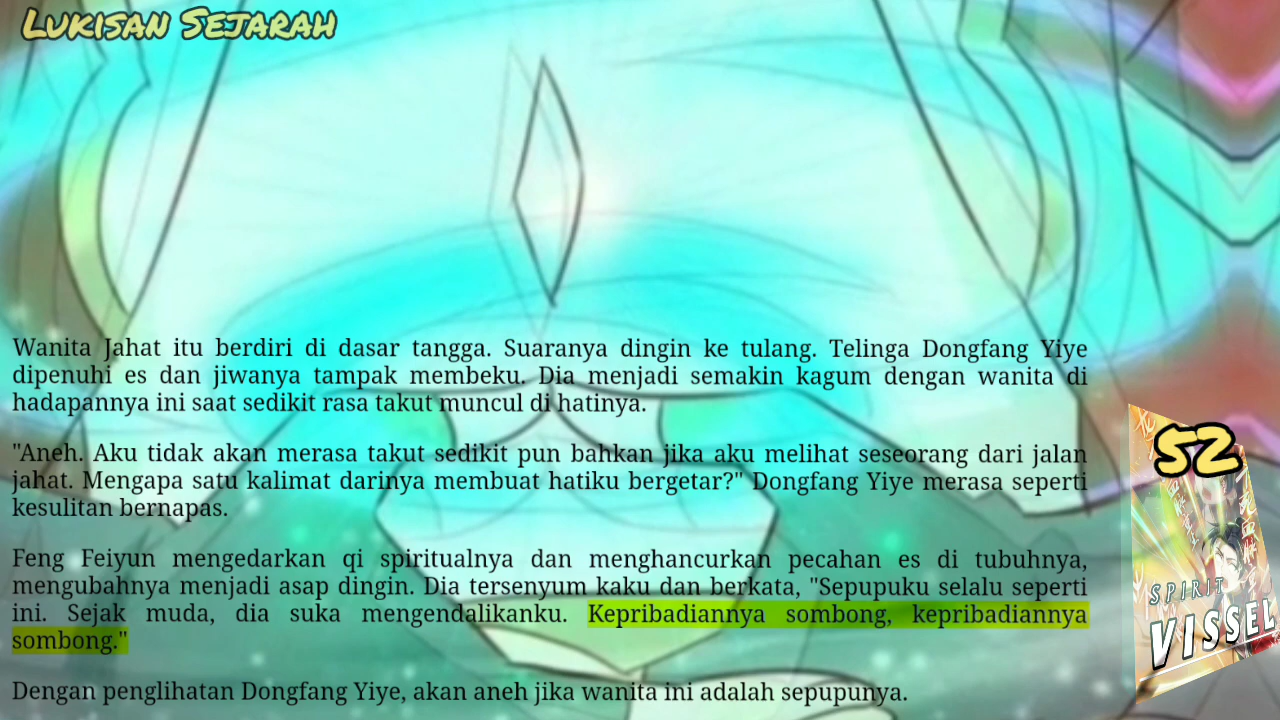 Lukisan Sejarah
Wanita Jahat itu berdiri di dasar tangga. Suaranya dingin ke tulang. Telinga Dongfang Yiye
dipenuhi es dan jiwanya tampak membeku. Dia menjadi semakin kagum dengan wanita di
hadapannya ini saat sedikit rasa takut muncul di hatinya.
"Aneh. Aku tidak akan merasa takut sedikit pun bahkan jika aku melihat seseorang dari jalan
jahat. Mengapa satu kalimat darinya membuat hatiku bergetar?" Dongfang Yiye merasa seperti
kesulitan bernapas.
Feng Feiyun mengedarkan qi spiritualnya dan menghancurkan pecahan es di tubuhnya,
mengubahnya menjadi asap dingin. Dia tersenyum kaku dan berkata, "Sepupuku selalu seperti
ini. Sejak muda, dia suka mengendalikanku. Kepribadiannya sombong, kepribadiannya
sombong."
Dengan penglihatan Dongfang Yiye, akan aneh jika wanita ini adalah sepupunya.
52
SPIRIT
VISSEL